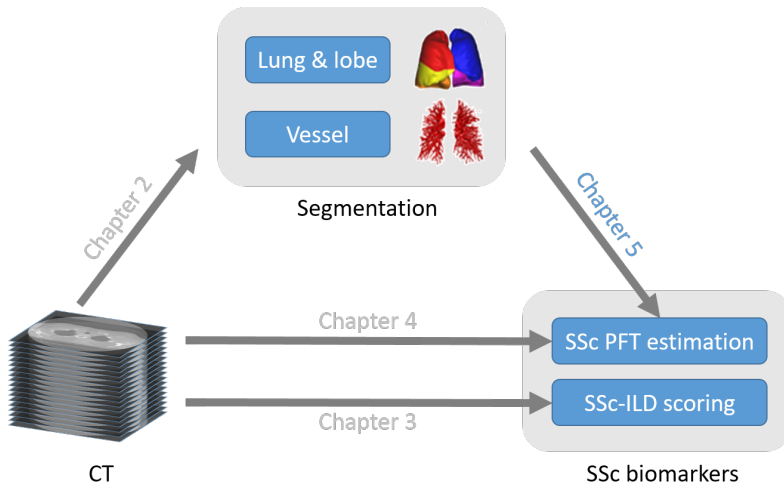 Lung & lobe
Vessel
Segmentation
Chapter 2
Chapter 5
Chapter 4
SSc PFT estimation
SSc-ILD scoring
Chapter 3
CT
SSc biomarkers